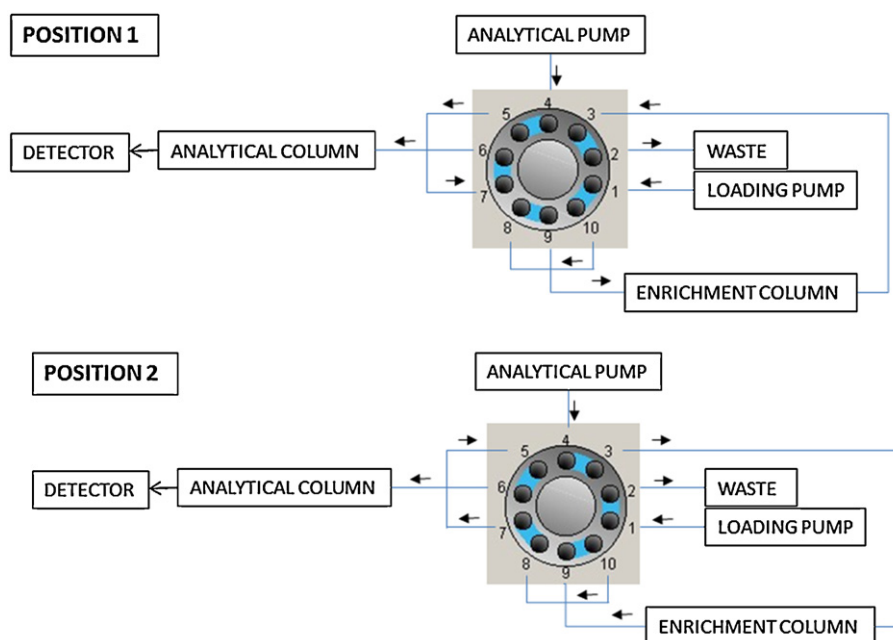 POSITION 1
ANALYTICAL PUMP
5 4 3
DETECTOR ANALYTICAL COLUMN 6 2 WASTE
7 1 LOADING PUMP
8 9 10
ENRICHMENT COLUMN
POSITION 2
ANALYTICAL PUMP
5 4 3
DETECTOR ANALYTICAL COLUMN 6 2 WASTE
7 1 LOADING PUMP
8 9 10
ENRICHMENT COLUMN